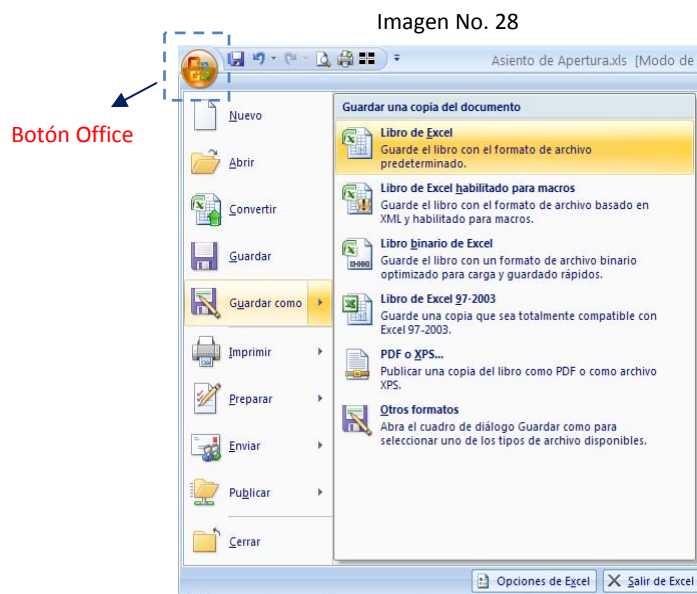 Imagen No. 28
Asiento de Apertura.xls [Modo de
Botón Office
Nuevo
Abrir
Convertir
Guardar
Guardar como
Imprimir
Preparar
Enviar
Publicar
Cerrar
Guardar una copia del documento
Libro de Excel
Guarde el libro con el formato de archivo
predeterminado.
Libro de Excel habilitado para macros
Guarde el libro con el formato de archivo basado en
XML y habilitado para macros.
Libro binario de Excel
Guarde el libro con un formato de archivo binario
optimizado para carga y guardado rápidos.
Libro de Excel 97-2003
Guarde una copia que sea totalmente compatible con
Excel 97-2003.
PDF o XPS...
Publicar una copia del libro como PDF o como archivo
XPS.
Otros formatos
Abra el cuadro de diálogo Guardar como para
seleccionar uno de los tipos de archivo disponibles.
Opciones de Excel
Salir de Excel